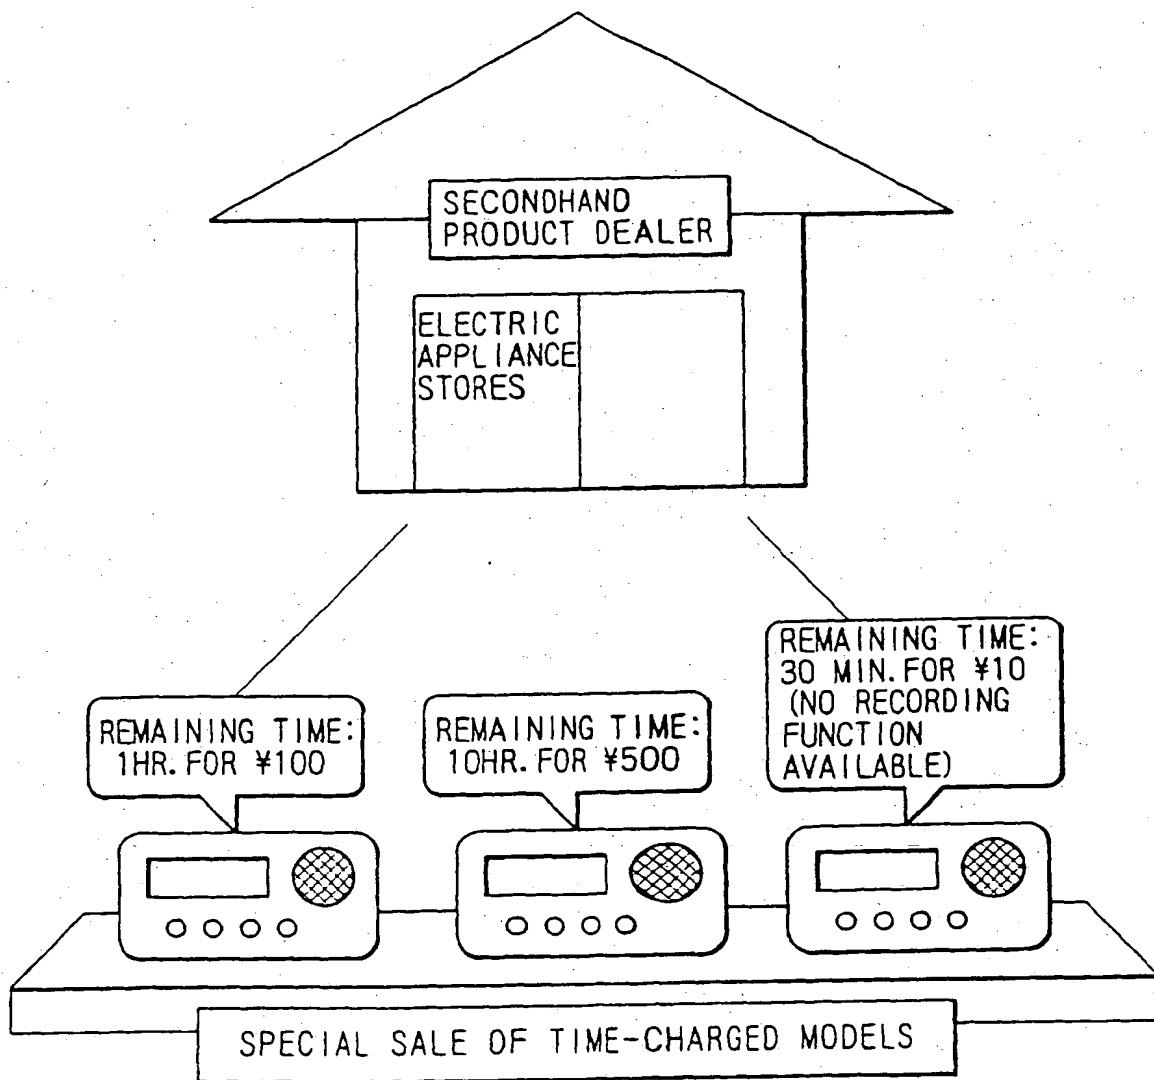 SECONDHAND
PRODUCT DEALER
ELECTRIC
APPLIANCE
STORES
REMAINING TIME:
1HR. FOR ¥100
REMAINING TIME:
10HR. FOR ¥500
REMAINING TIME:
30 MIN. FOR ¥10
(NO RECORDING
FUNCTION
AVAILABLE)
SPECIAL SALE OF TIME-CHARGED MODELS